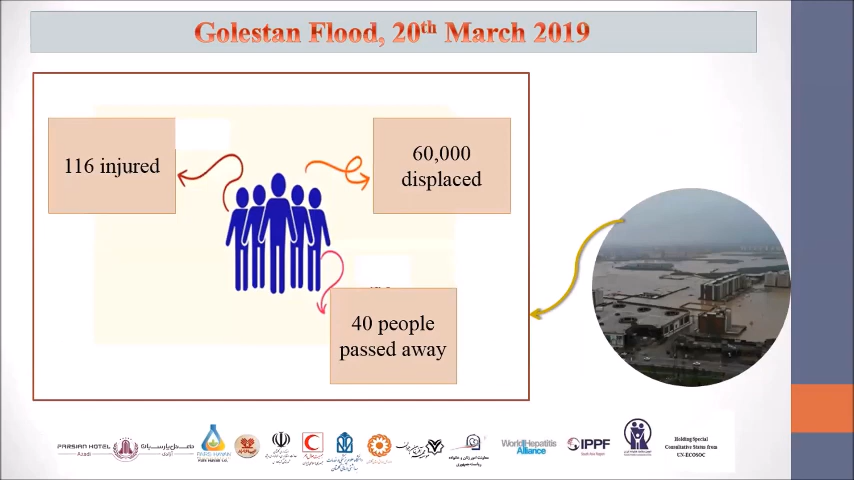 Golestan Flood, 20th March 2019
116 injured
60,000
displaced
40 people
passed away
PARSIAN HOTEL
Azadi
World Hepatitis
Alliance
IPPF
Holding Special
Consultative Status from
UN-ECOSOC